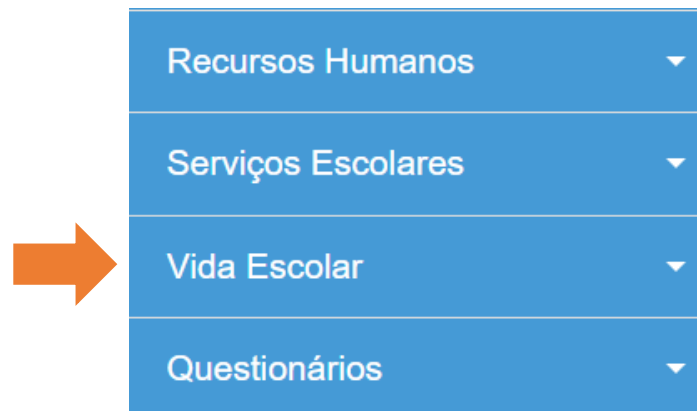 Recursos Humanos
Serviços Escolares
Vida Escolar
Questionários